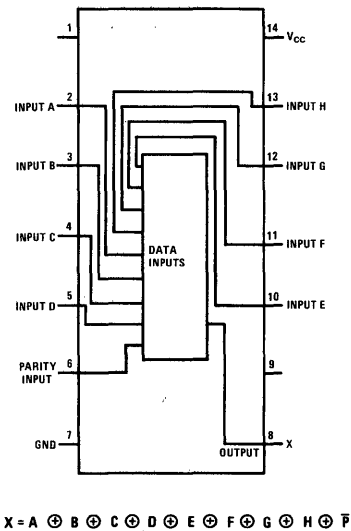 1
14 VCC
2
INPUT A
13
INPUT H
3
INPUT B
12
INPUT G
4
INPUT C
11
INPUT F
DATA
INPUTS
5
INPUT D
10
INPUT E
6
PARITY
INPUT
9
7
GND
8
X
OUTPUT
X = A ⊕ B ⊕ C ⊕ D ⊕ E ⊕ F ⊕ G ⊕ H ⊕ P̅